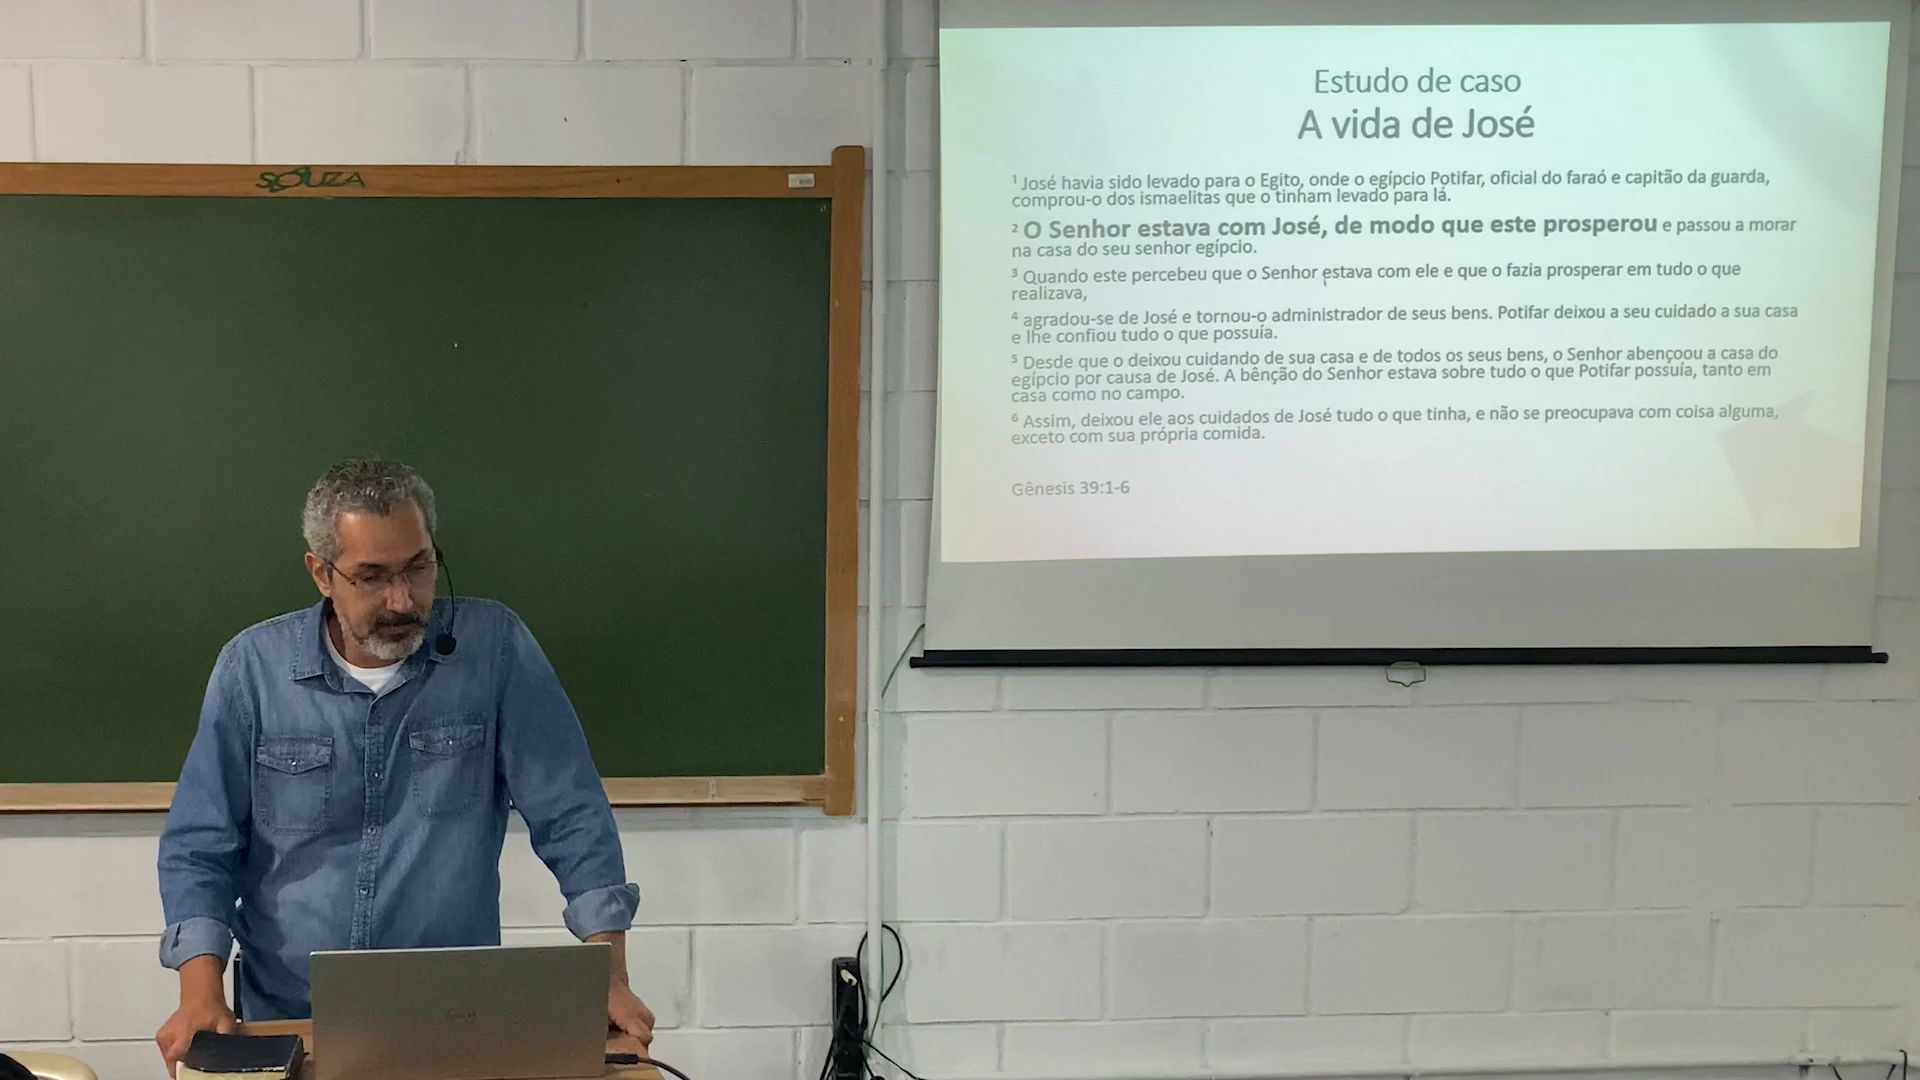 SOUZA
Estudo de caso
A vida de José
¹ José havia sido levado para o Egito, onde o egípcio Potifar, oficial do faraó e capitão da guarda,
comprou-o dos ismaelitas que o tinham levado para lá.
² O Senhor estava com José, de modo que este prosperou e passou a morar
na casa do seu senhor egípcio.
³ Quando este percebeu que o Senhor estava com ele e que o fazia prosperar em tudo o que
realizava,
⁴ agradou-se de José e tornou-o administrador de seus bens. Potifar deixou a seu cuidado a sua casa
e lhe confiou tudo o que possuía.
⁵ Desde que o deixou cuidando de sua casa e de todos os seus bens, o Senhor abençoou a casa do
egípcio por causa de José. A bênção do Senhor estava sobre tudo o que Potifar possuía, tanto em
casa como no campo.
⁶ Assim, deixou ele aos cuidados de José tudo o que tinha, e não se preocupava com coisa alguma,
exceto com sua própria comida.
Gênesis 39:1-6